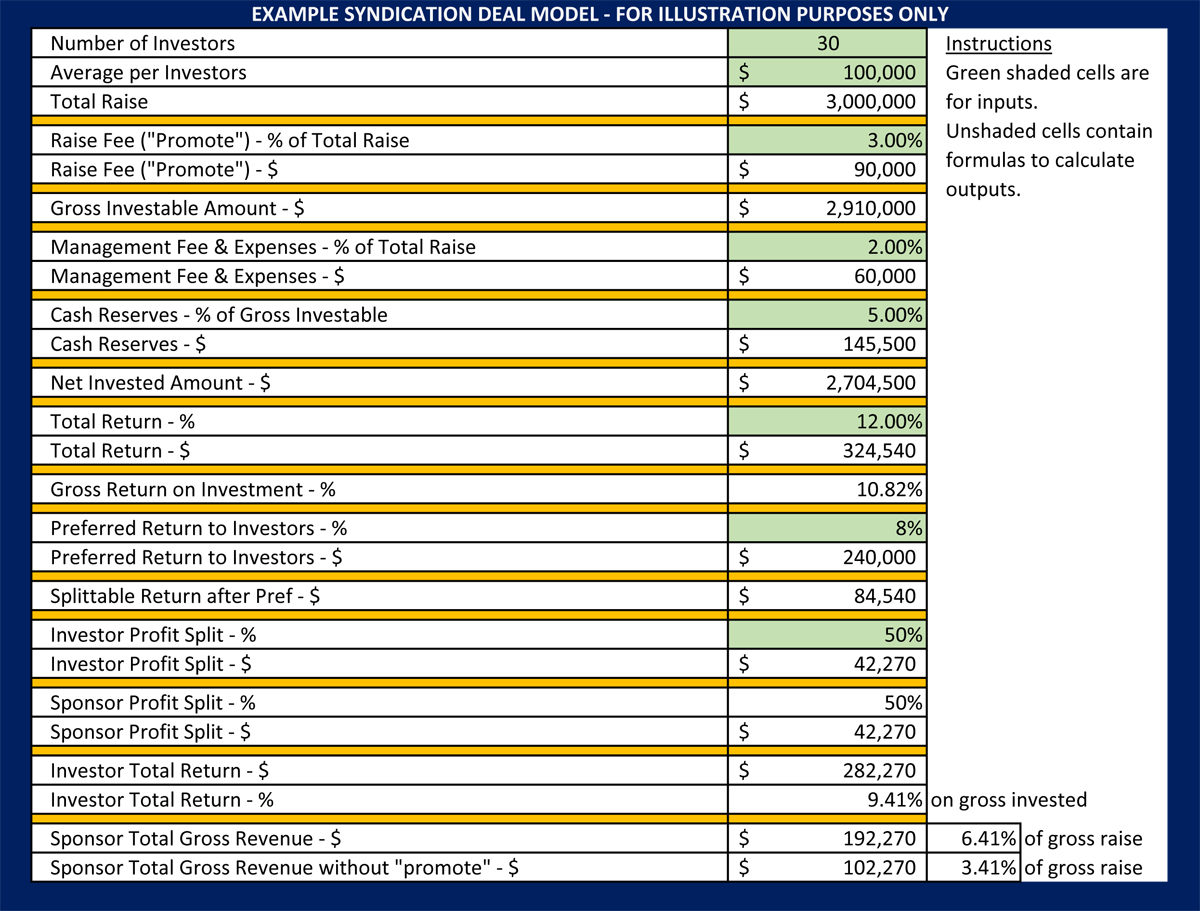 EXAMPLE SYNDICATION DEAL MODEL - FOR ILLUSTRATION PURPOSES ONLY
Number of Investors 30
Average per Investors $ 100,000
Total Raise $ 3,000,000
Raise Fee ("Promote") - % of Total Raise 3.00%
Raise Fee ("Promote") - $ $ 90,000
Gross Investable Amount - $ $ 2,910,000
Management Fee & Expenses - % of Total Raise 2.00%
Management Fee & Expenses - $ $ 60,000
Cash Reserves - % of Gross Investable 5.00%
Cash Reserves - $ $ 145,500
Net Invested Amount - $ $ 2,704,500
Total Return - % 12.00%
Total Return - $ $ 324,540
Gross Return on Investment - % 10.82%
Preferred Return to Investors - % 8%
Preferred Return to Investors - $ $ 240,000
Splittable Return after Pref - $ $ 84,540
Investor Profit Split - % 50%
Investor Profit Split - $ $ 42,270
Sponsor Profit Split - % 50%
Sponsor Profit Split - $ $ 42,270
Investor Total Return - $ $ 282,270
Investor Total Return - % 9.41% on gross invested
Sponsor Total Gross Revenue - $ $ 192,270 6.41% of gross raise
Sponsor Total Gross Revenue without "promote" - $ $ 102,270 3.41% of gross raise
Instructions
Green shaded cells are
for inputs.
Unshaded cells contain
formulas to calculate
outputs.